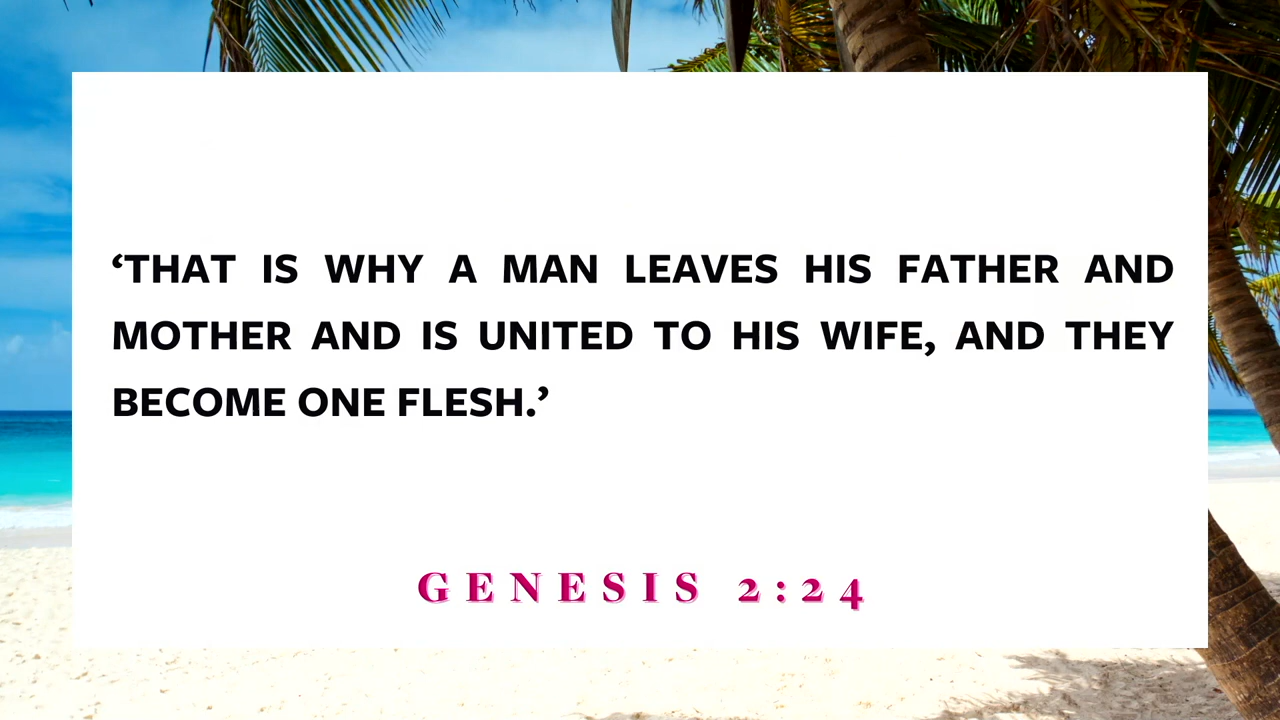 ‘THAT IS WHY A MAN LEAVES HIS FATHER AND
MOTHER AND IS UNITED TO HIS WIFE, AND THEY
BECOME ONE FLESH.’
GENESIS 2:24